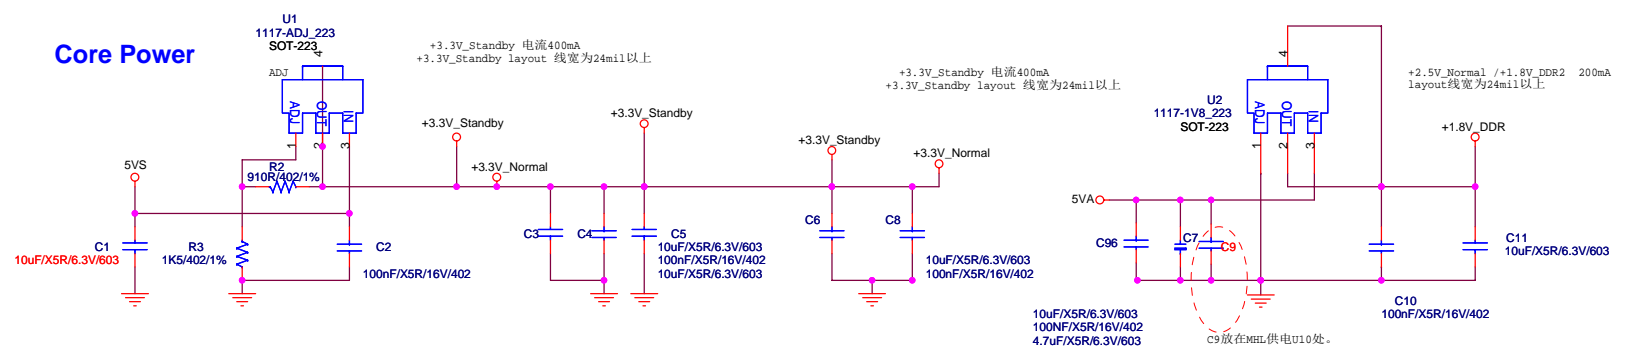 Core Power
U1
1117-ADJ_223
SOT-223
4
ADJ
ADJ
OUT
IN
1
2
3
+3.3V_Standby 电流400mA
+3.3V_Standby layout 线宽为24mil以上
5VS
R2
910R/402/1%
+3.3V_Standby
+3.3V_Normal
+3.3V_Standby
C1
10uF/X5R/6.3V/603
R3
1K5/402/1%
C2
100nF/X5R/16V/402
C3
C4
C5
10uF/X5R/6.3V/603
100nF/X5R/16V/402
10uF/X5R/6.3V/603
+3.3V_Standby 电流400mA
+3.3V_Standby layout 线宽为24mil以上
+3.3V_Standby
+3.3V_Normal
C6
C8
10uF/X5R/6.3V/603
100nF/X5R/16V/402
U2
1117-1V8_223
SOT-223
4
ADJ
OUT
IN
1
2
3
+2.5V_Normal /+1.8V_DDR2 200mA
layout线宽为24mil以上
+1.8V_DDR
5VA
C96
C7
C9
10uF/X5R/6.3V/603
100NF/X5R/16V/402
4.7uF/X5R/6.3V/603
C9放在MHL供电U10处。
C10
100nF/X5R/16V/402
C11
10uF/X5R/6.3V/603